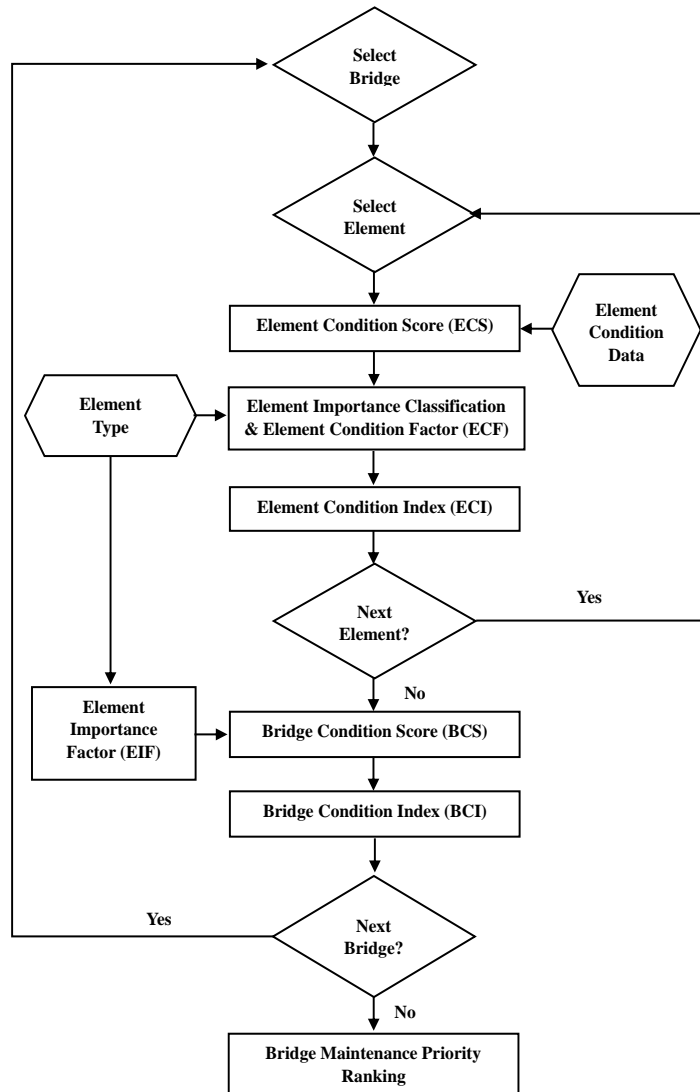 Select
Bridge
Select
Element
Element Condition Score (ECS)
Element
Condition
Data
Element
Type
Element Importance Classification
& Element Condition Factor (ECF)
Element Condition Index (ECI)
Next
Element?
Yes
No
Element
Importance
Factor (EIF)
Bridge Condition Score (BCS)
Bridge Condition Index (BCI)
Yes
Next
Bridge?
No
Bridge Maintenance Priority
Ranking